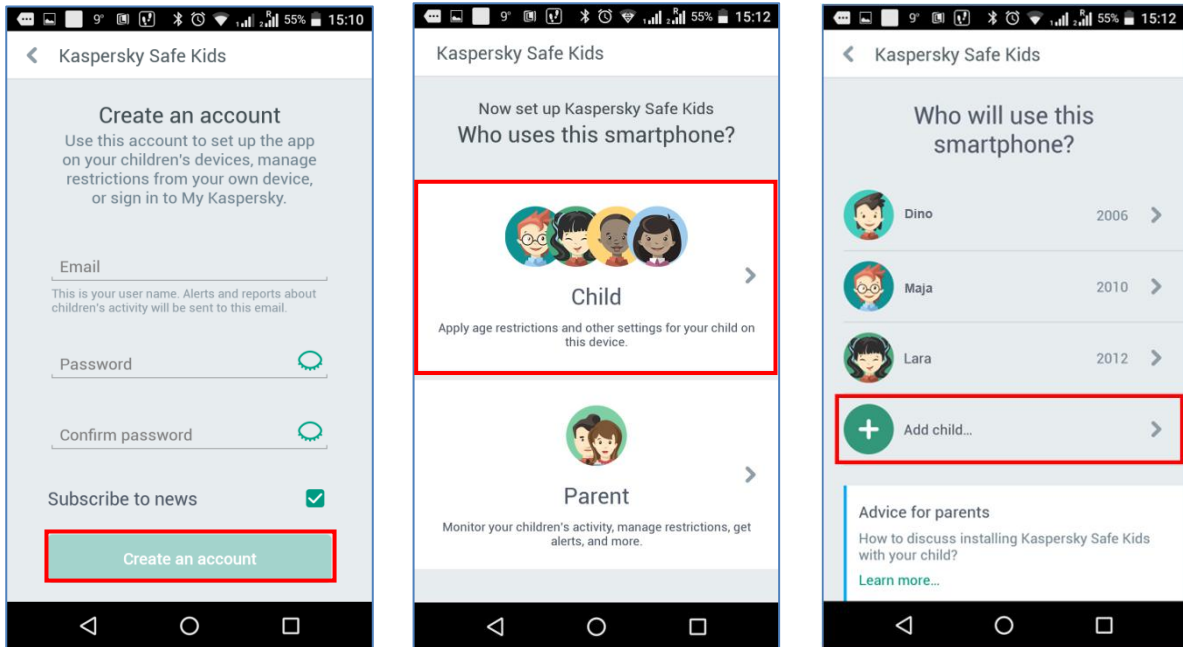 9° 1 2 R 55% 15:10
Kaspersky Safe Kids
Create an account
Use this account to set up the app
on your children's devices, manage
restrictions from your own device,
or sign in to My Kaspersky.
Email
This is your user name. Alerts and reports about
children's activity will be sent to this email.
Password
Confirm password
Subscribe to news
Create an account
9° 1 2 R 55% 15:12
Kaspersky Safe Kids
Now set up Kaspersky Safe Kids
Who uses this smartphone?
Child
Apply age restrictions and other settings for your child on
this device.
Parent
Monitor your children's activity, manage restrictions, get
alerts, and more.
9° 1 2 R 55% 15:12
Kaspersky Safe Kids
Who will use this
smartphone?
Dino 2006
Maja 2010
Lara 2012
Add child...
Advice for parents
How to discuss installing Kaspersky Safe Kids
with your child?
Learn more...